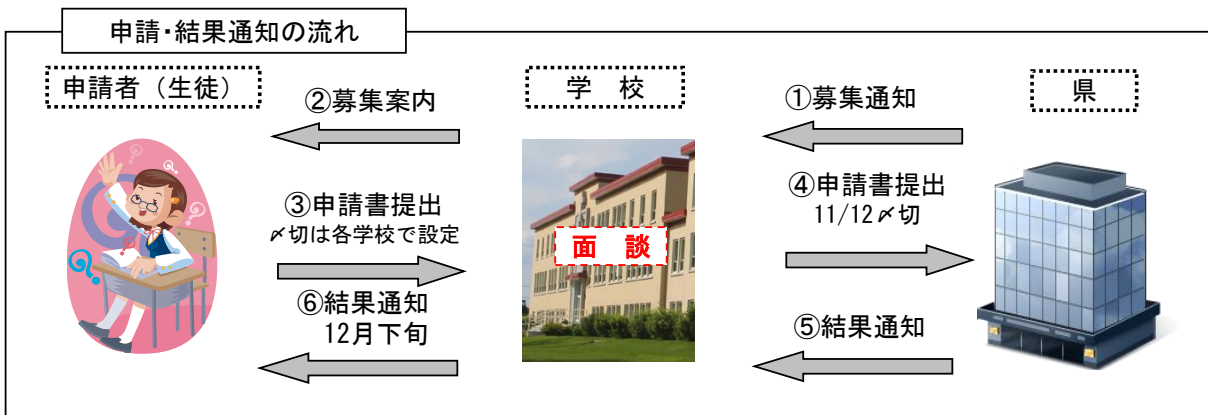 申請・結果通知の流れ
申請者（生徒）
学　校
県
②募集案内
①募集通知
③申請書提出
〆切は各学校で設定
④申請書提出
11/12〆切
面　談
⑥結果通知
12月下旬
⑤結果通知